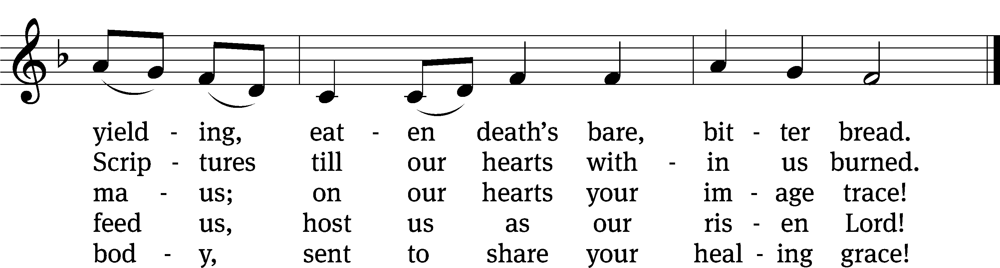 yield - ing, eat - en death’s bare, bit - ter bread.
Scrip - tures till our hearts with - in us burned.
ma - us; on our hearts your im - age trace!
feed us, host us as our ris - en Lord!
bod - y, sent to share your heal - ing grace!